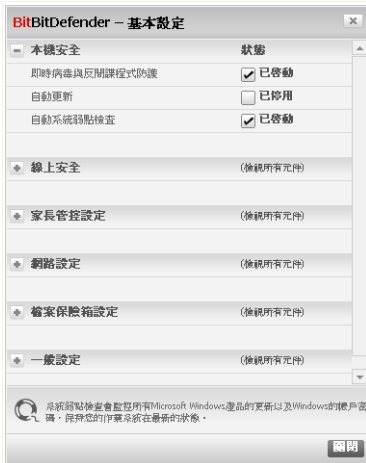 BitBitDefender – 基本設定
本機安全 狀態
即時病毒與反間諜程式防護 已啟動
自動更新 已停用
自動系統弱點檢查 已啟動
線上安全 (檢視所有元件)
家長管控設定 (檢視所有元件)
網路設定 (檢視所有元件)
檔案保險箱設定 (檢視所有元件)
一般設定 (檢視所有元件)
系統弱點檢查會監控所有Microsoft Windows產品的更新以及Windows的帳戶密
碼,保持您的作業系統在最新的狀態。
關閉